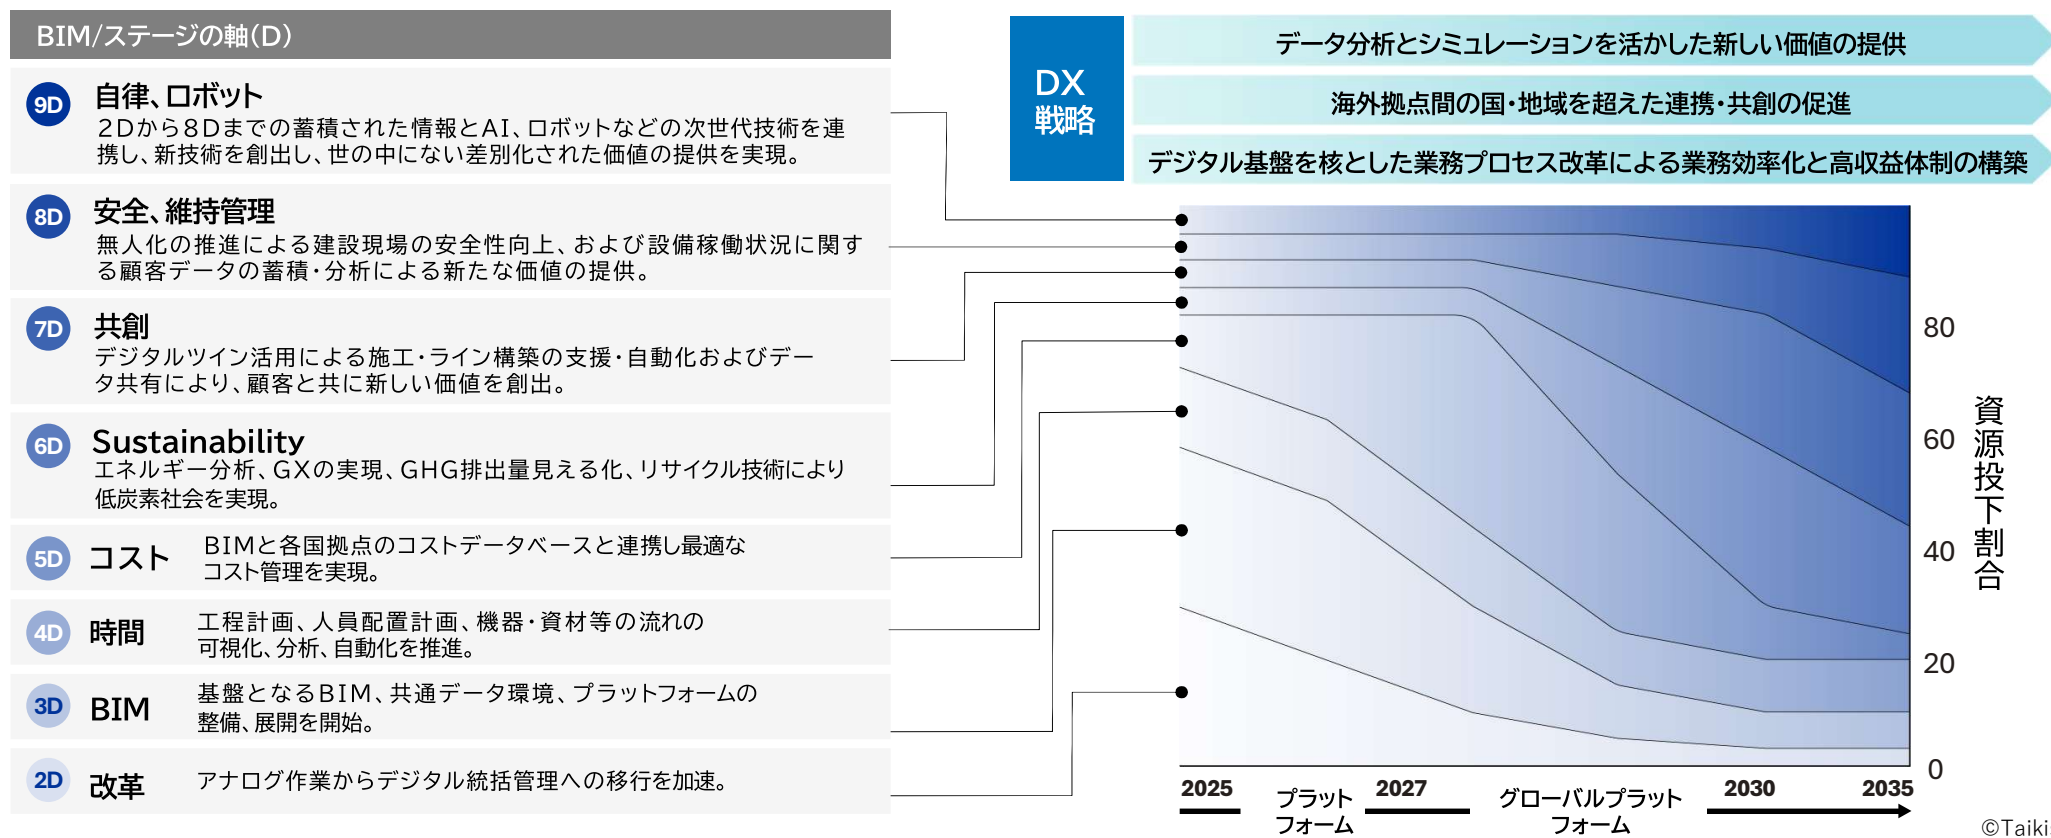 BIM/ステージの軸(D)
9D
自律、ロボット
2Dから8Dまでの蓄積された情報とAI、ロボットなどの次世代技術を連
携し、新技術を創出し、世の中にない差別化された価値の提供を実現。
8D
安全、維持管理
無人化の推進による建設現場の安全性向上、および設備稼働状況に関す
る顧客データの蓄積・分析による新たな価値の提供。
7D
共創
デジタルツイン活用による施工・ライン構築の支援・自動化およびデー
タ共有により、顧客と共に新しい価値を創出。
6D
Sustainability
エネルギー分析、GXの実現、GHG排出量見える化、リサイクル技術により
低炭素社会を実現。
5D
コスト
BIMと各国拠点のコストデータベースと連携し最適な
コスト管理を実現。
4D
時間
工程計画、人員配置計画、機器・資材等の流れの
可視化、分析、自動化を推進。
3D
BIM
基盤となるBIM、共通データ環境、プラットフォームの
整備、展開を開始。
2D
改革
アナログ作業からデジタル統括管理への移行を加速。
DX
戦略
データ分析とシミュレーションを活かした新しい価値の提供
海外拠点間の国・地域を超えた連携・共創の促進
デジタル基盤を核とした業務プロセス改革による業務効率化と高収益体制の構築
80
60
40
20
0
資源投下割合
2025
プラット
フォーム
2027
グローバルプラット
フォーム
2030
2035
©Taiki